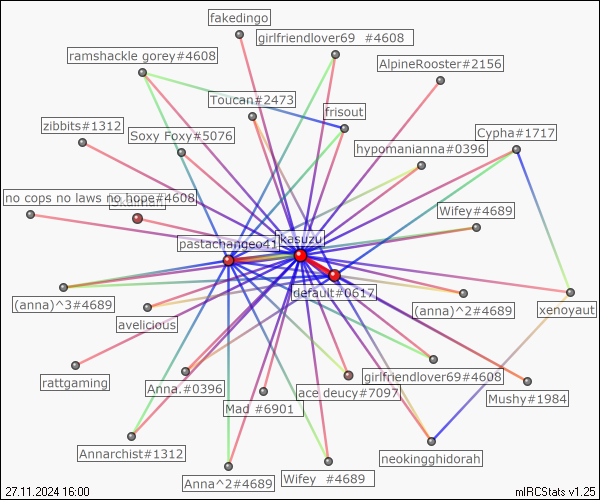 fakedingo
girlfriendlover69 #4608
ramshackle gorey#4608
AlpineRooster#2156
Toucan#2473
frisout
zibbits#1312
Soxy Foxy#5076
Cypha#1717
hypomanianna#0396
no cops no laws no hope#4608
Wifey#4689
kasuzu
pastachangeo41
default#0617
(anna)^3#4689
(anna)^2#4689
xenoyaut
avelicious
rattgaming
Anna.#0396
girlfriendlover69#4608
ace deucy#7097
Mushy#1984
Mad #6901
Annarchist#1312
neokingghidorah
Anna^2#4689
Wifey #4689
27.11.2024 16:00
mIRCStats v1.25